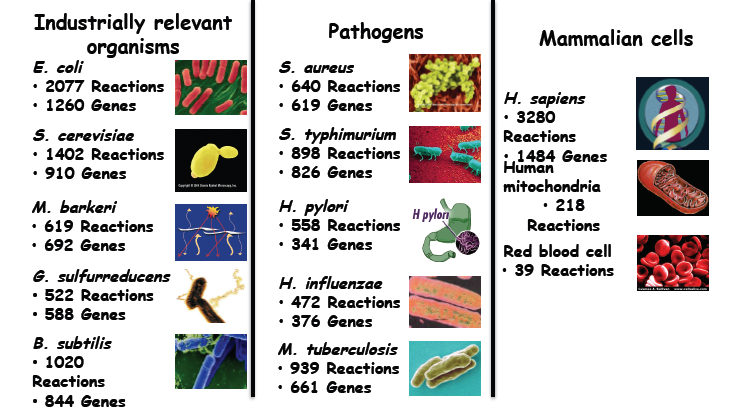 Industrially relevant
organisms
E. coli
• 2077 Reactions
• 1260 Genes
S. cerevisiae
• 1402 Reactions
• 910 Genes
M. barkeri
• 619 Reactions
• 692 Genes
G. sulfurreducens
• 522 Reactions
• 588 Genes
B. subtilis
• 1020
Reactions
• 844 Genes
Pathogens
S. aureus
• 640 Reactions
• 619 Genes
S. typhimurium
• 898 Reactions
• 826 Genes
H. pylori
• 558 Reactions
• 341 Genes
H pylori
H. influenzae
• 472 Reactions
• 376 Genes
M. tuberculosis
• 939 Reactions
• 661 Genes
Mammalian cells
H. sapiens
• 3280
Reactions
• 1484 Genes
Human
mitochondria
• 218
Reactions
Red blood cell
• 39 Reactions